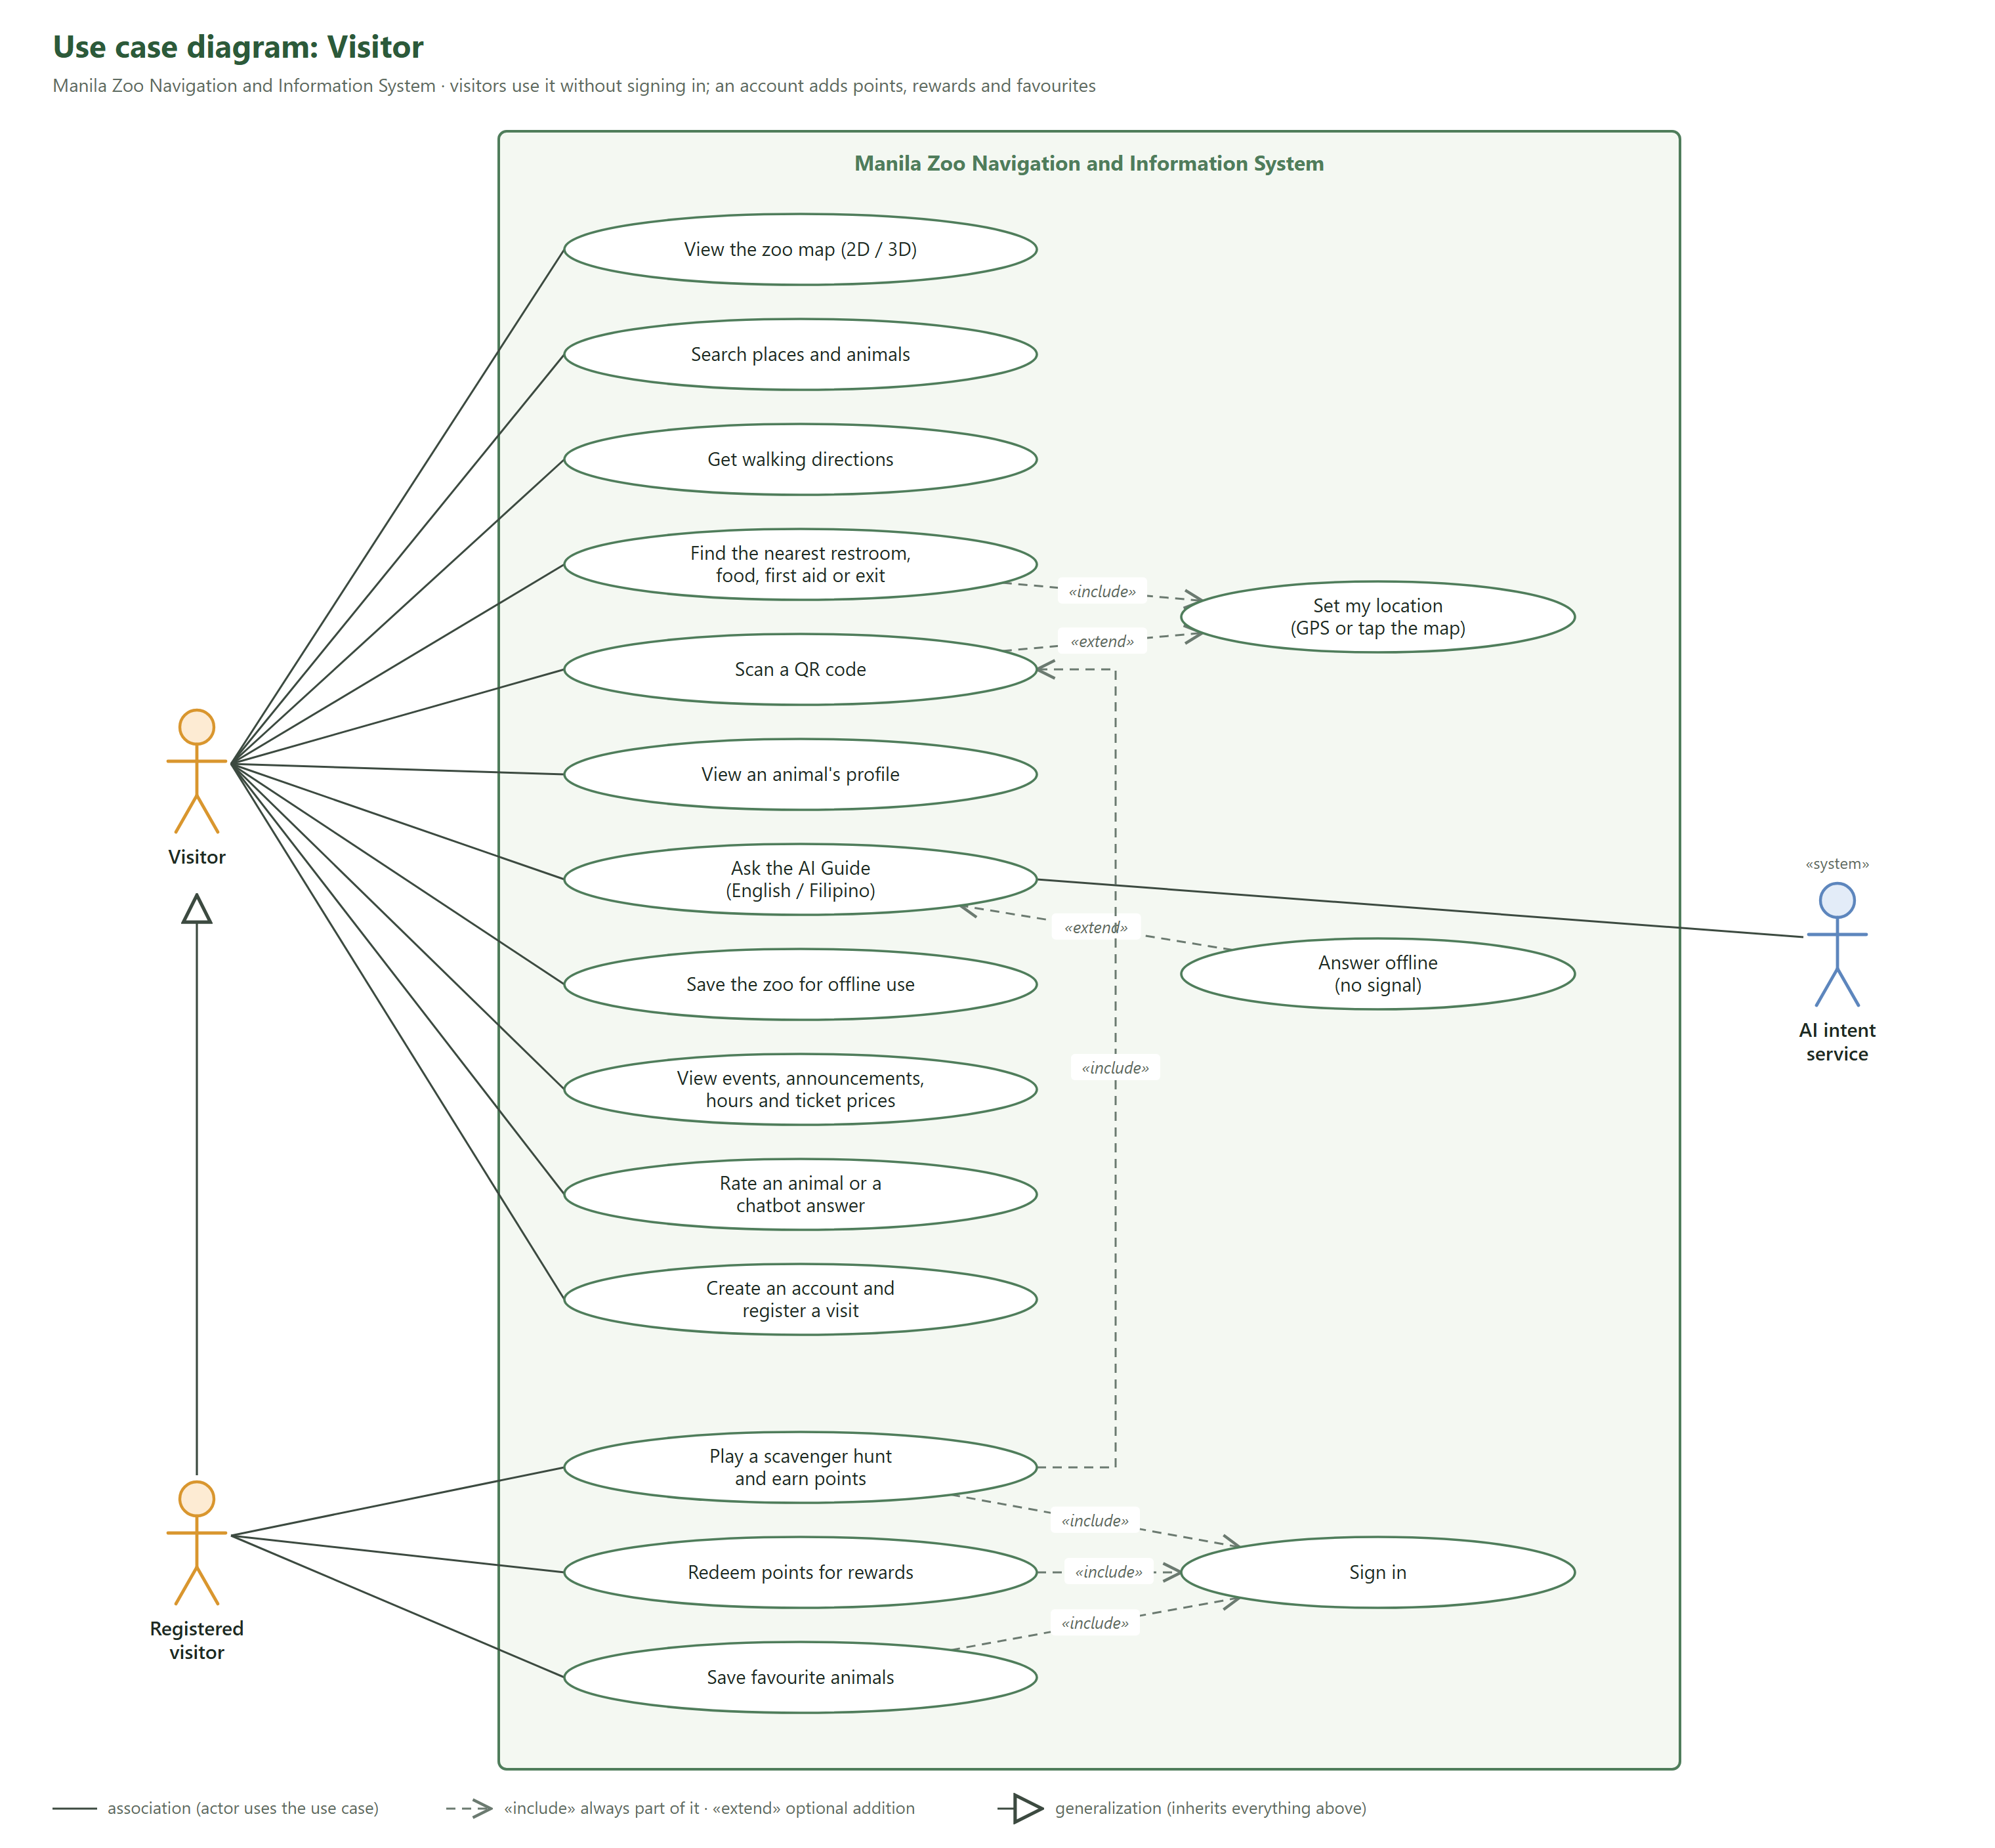 Use case diagram: Visitor
Manila Zoo Navigation and Information System · visitors use it without signing in; an account adds points, rewards and favourites
Manila Zoo Navigation and Information System
View the zoo map (2D / 3D)
Search places and animals
Get walking directions
Find the nearest restroom,
food, first aid or exit
«include»
Set my location
(GPS or tap the map)
«extend»
Scan a QR code
View an animal's profile
Visitor
Ask the AI Guide
(English / Filipino)
«system»
«extend»
Answer offline
(no signal)
Save the zoo for offline use
AI intent
service
«include»
View events, announcements,
hours and ticket prices
Rate an animal or a
chatbot answer
Create an account and
register a visit
Play a scavenger hunt
and earn points
«include»
Redeem points for rewards
«include»
Sign in
«include»
Registered
visitor
Save favourite animals
association (actor uses the use case)
«include» always part of it · «extend» optional addition
generalization (inherits everything above)